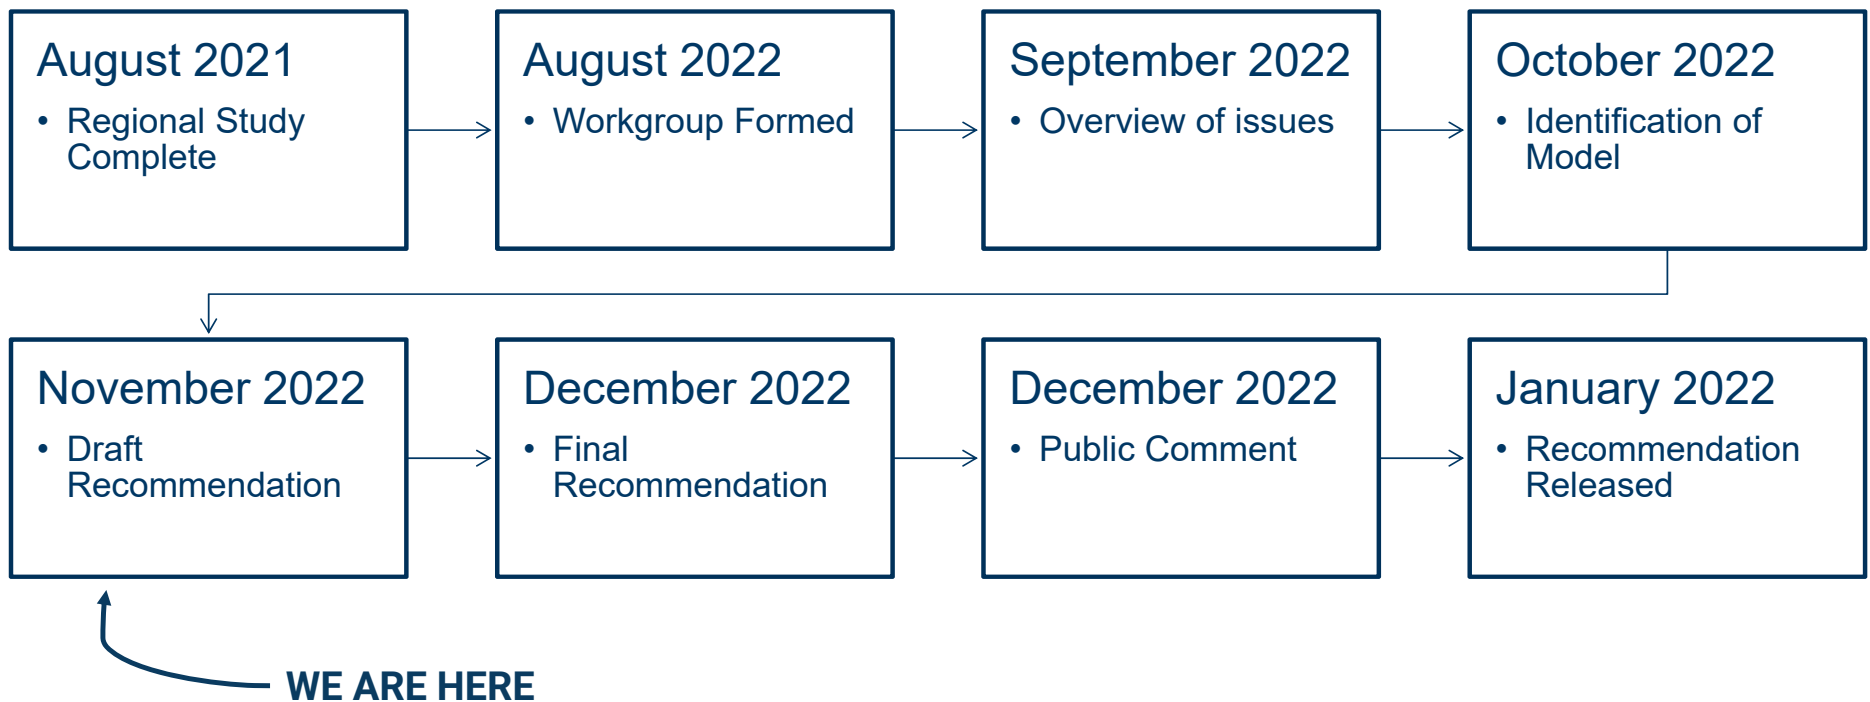 August 2021
• Regional Study
Complete
August 2022
• Workgroup Formed
September 2022
• Overview of issues
October 2022
• Identification of
Model
November 2022
• Draft
Recommendation
December 2022
• Final
Recommendation
December 2022
• Public Comment
January 2022
• Recommendation
Released
WE ARE HERE